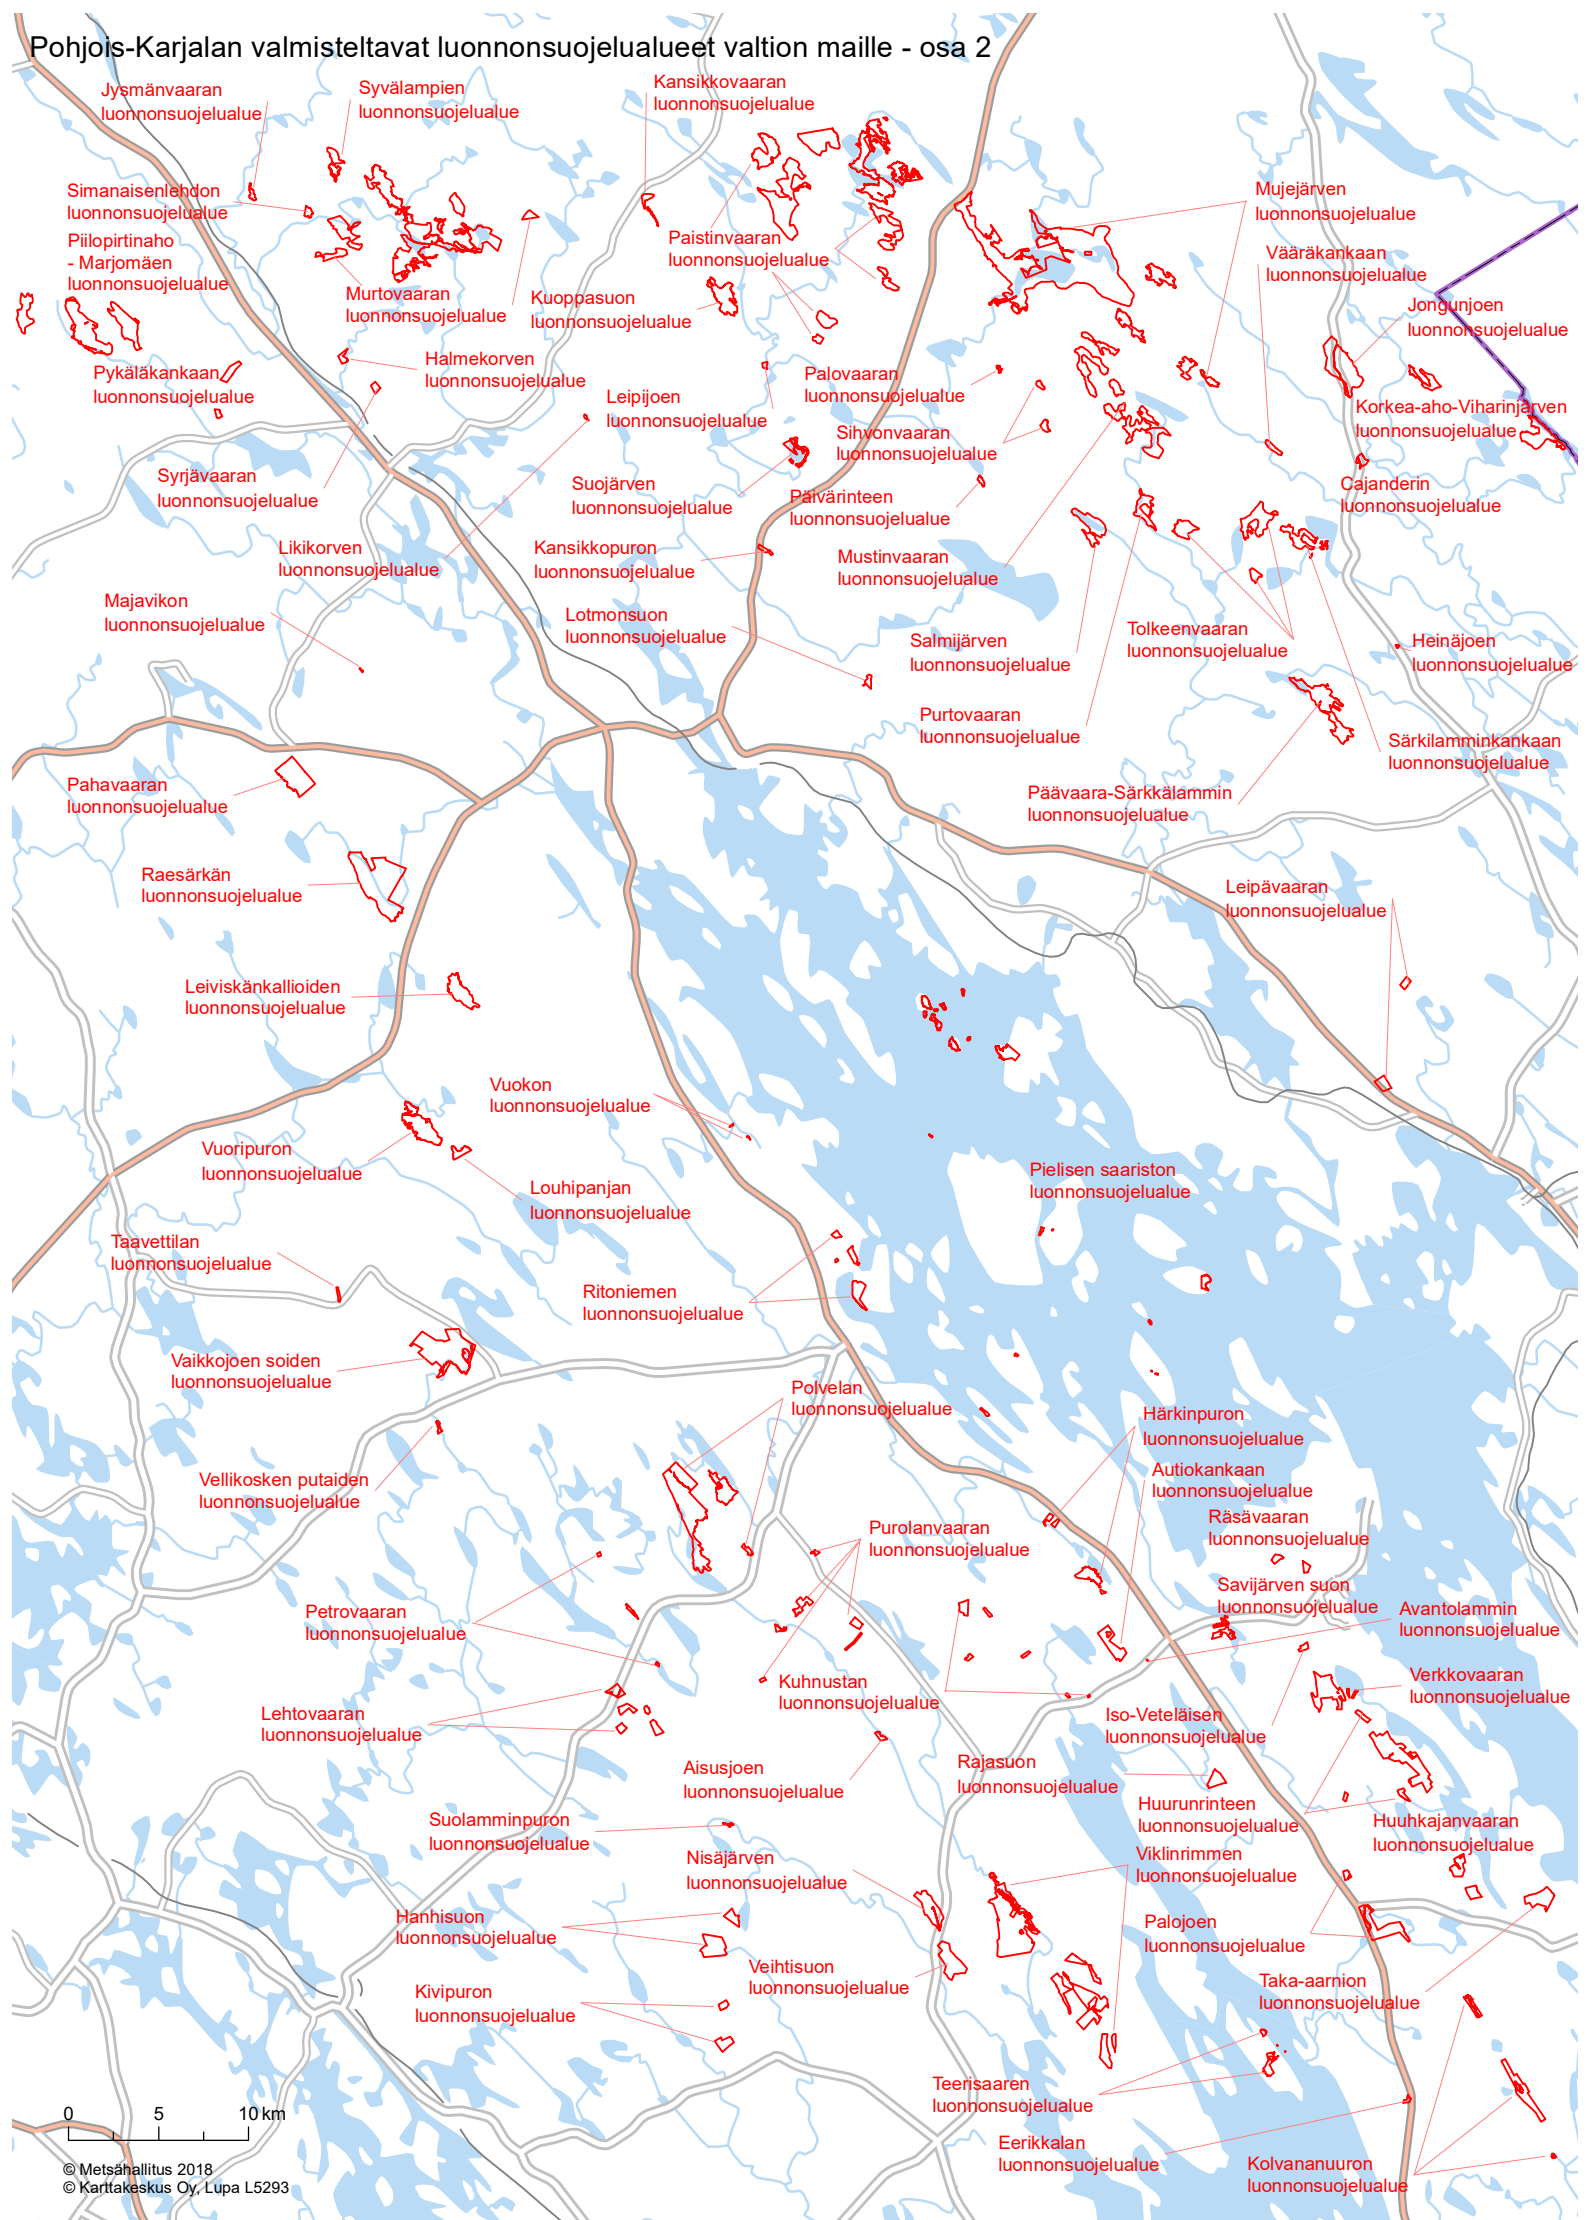 Pohjois-Karjalan valmisteltavat luonnonsuojelualueet valtion maille - osa 2
Jysmänvaaran
luonnonsuojelualue
Syvälampien
luonnonsuojelualue
Kansikkovaaran
luonnonsuojelualue
Simanaisenlehdon
luonnonsuojelualue
Piilopirtinaho
- Marjomäen
luonnonsuojelualue
Murtovaaran
luonnonsuojelualue
Kuoppasuon
luonnonsuojelualue
Paistinvaaran
luonnonsuojelualue
Mujejärven
luonnonsuojelualue
Vääräkankaan
luonnonsuojelualue
Jongunjoen
luonnonsuojelualue
Pykäläkankaan
luonnonsuojelualue
Halmekorven
luonnonsuojelualue
Leipijoen
luonnonsuojelualue
Palovaaran
luonnonsuojelualue
Sihvonvaaran
luonnonsuojelualue
Korkea-aho-Viharinjärven
luonnonsuojelualue
Syrjävaaran
luonnonsuojelualue
Suojärven
luonnonsuojelualue
Päivärinteen
luonnonsuojelualue
Cajanderin
luonnonsuojelualue
Likikorven
luonnonsuojelualue
Kansikkopuron
luonnonsuojelualue
Mustinvaaran
luonnonsuojelualue
Majavikon
luonnonsuojelualue
Lotmonsuon
luonnonsuojelualue
Salmijärven
luonnonsuojelualue
Tolkeenvaaran
luonnonsuojelualue
Heinäjoen
luonnonsuojelualue
Purtovaaran
luonnonsuojelualue
Särkilamminkankaan
luonnonsuojelualue
Pahavaaran
luonnonsuojelualue
Päävaara-Särkkälammin
luonnonsuojelualue
Raesärkän
luonnonsuojelualue
Leipävaaran
luonnonsuojelualue
Leiviskänkallioiden
luonnonsuojelualue
Vuokon
luonnonsuojelualue
Vuoripuron
luonnonsuojelualue
Louhipanjan
luonnonsuojelualue
Pielisen saariston
luonnonsuojelualue
Taavettilan
luonnonsuojelualue
Ritoniemen
luonnonsuojelualue
Vaikkojoen soiden
luonnonsuojelualue
Polvelan
luonnonsuojelualue
Härkinpuron
luonnonsuojelualue
Vellikosken putaiden
luonnonsuojelualue
Autiokankaan
luonnonsuojelualue
Räsävaaran
luonnonsuojelualue
Purolanvaaran
luonnonsuojelualue
Savijärven suon
luonnonsuojelualue
Petrovaaran
luonnonsuojelualue
Avantolammin
luonnonsuojelualue
Kuhnustan
luonnonsuojelualue
Verkkovaaran
luonnonsuojelualue
Lehtovaaran
luonnonsuojelualue
Iso-Veteläisen
luonnonsuojelualue
Aisusjoen
luonnonsuojelualue
Rajasuon
luonnonsuojelualue
Huurunrinteen
luonnonsuojelualue
Huuhkajanvaaran
luonnonsuojelualue
Suolamminpuron
luonnonsuojelualue
Nisäjärven
luonnonsuojelualue
Viklinrimmen
luonnonsuojelualue
Hanhisuon
luonnonsuojelualue
Palojoen
luonnonsuojelualue
Veihtisuon
luonnonsuojelualue
Taka-aarnion
luonnonsuojelualue
Kivipuron
luonnonsuojelualue
Teerisaaren
luonnonsuojelualue
Eerikkalan
luonnonsuojelualue
Kolvananuuron
luonnonsuojelualue
0 5 10 km
© Metsähallitus 2018
© Karttakeskus Oy, Lupa L5293